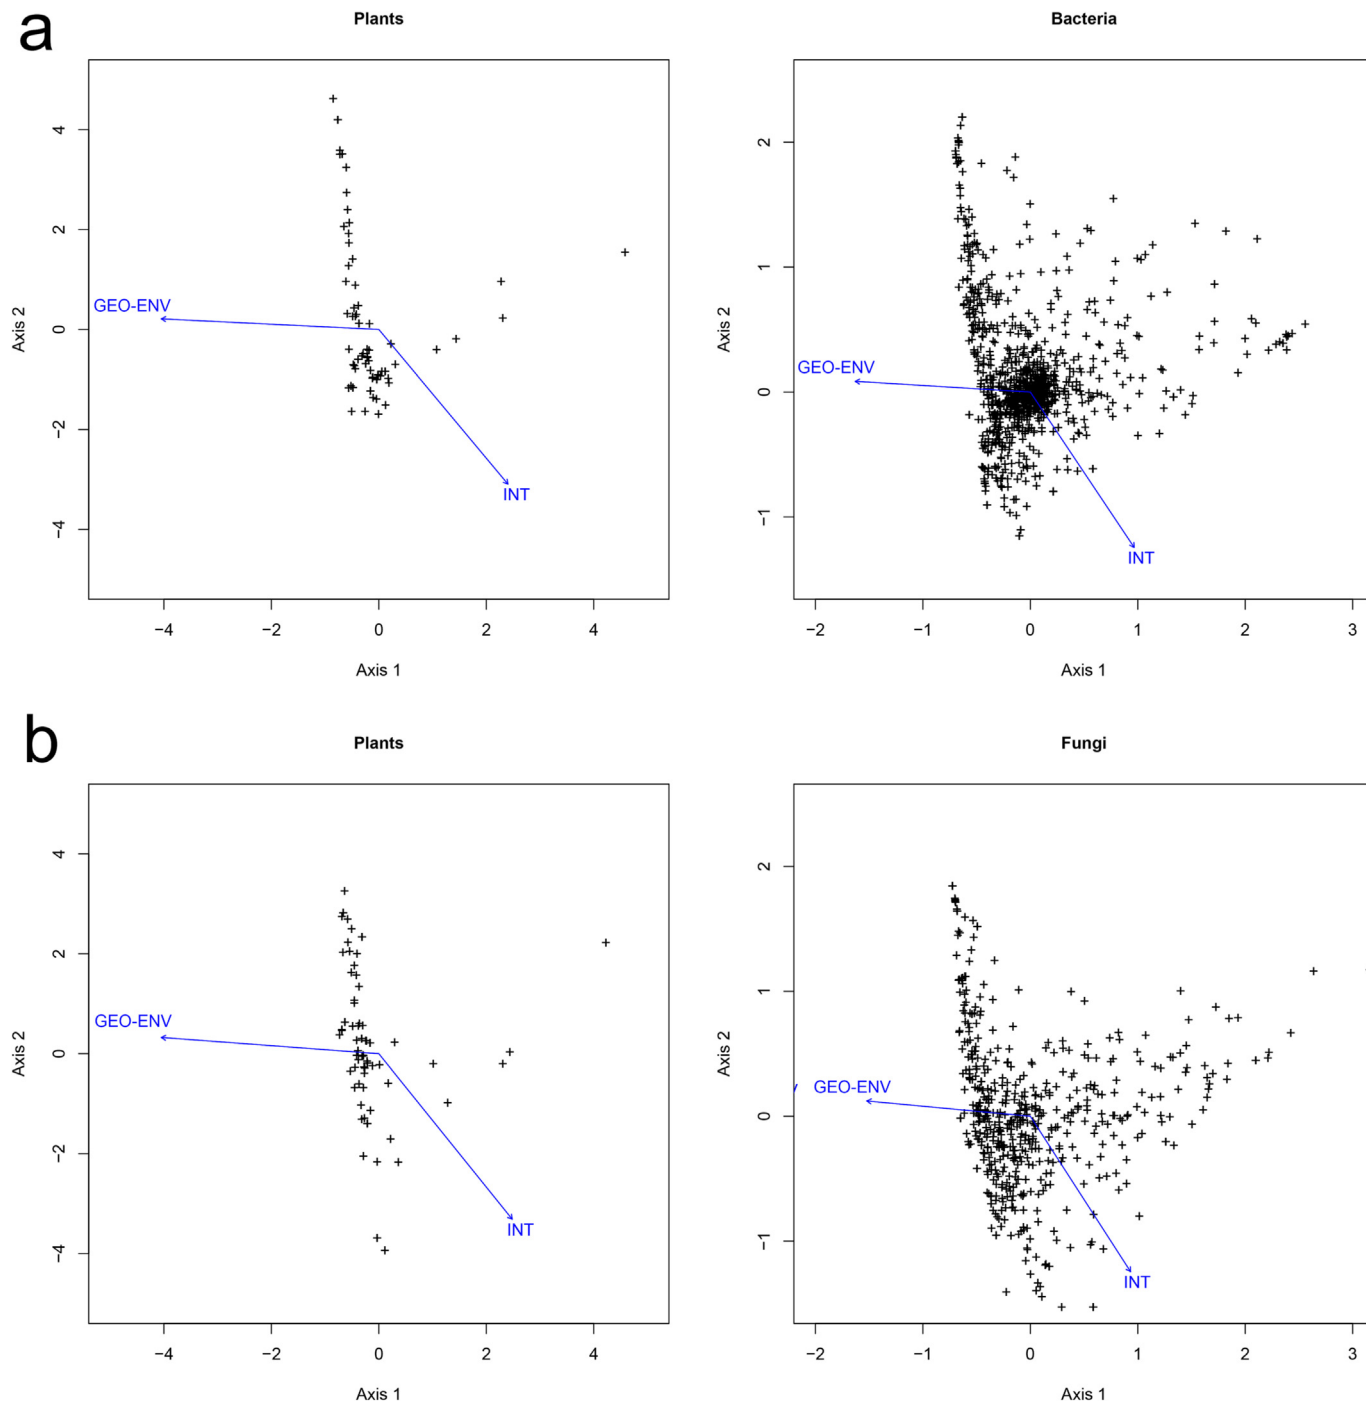 a
Plants
Bacteria
4
2
0
−2
−4
Axis 2
GEO-ENV
INT
−4 −2 0 2 4
Axis 1
2
1
0
−1
Axis 2
GEO-ENV
INT
−2 −1 0 1 2 3
Axis 1
b
Plants
Fungi
4
2
0
−2
−4
Axis 2
GEO-ENV
INT
−4 −2 0 2 4
Axis 1
2
1
0
−1
Axis 2
GEO-ENV
INT
−2 −1 0 1 2 3
Axis 1